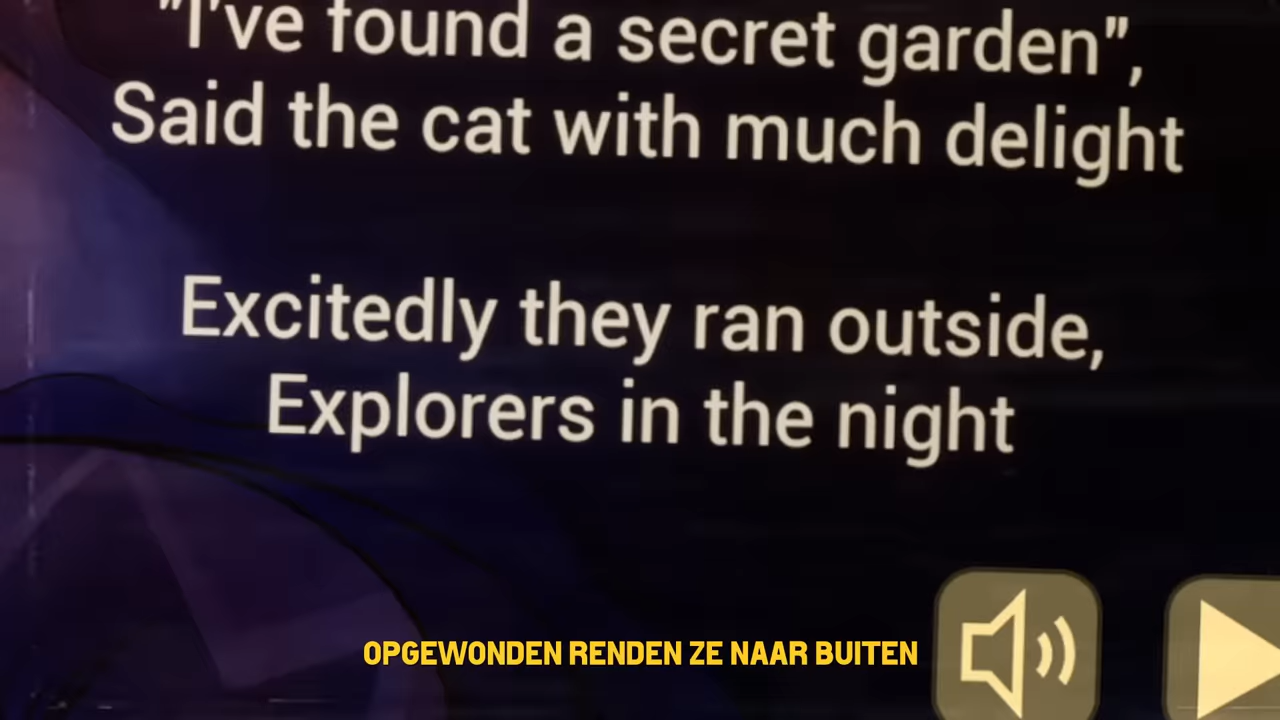 "I've found a secret garden",
Said the cat with much delight
Excitedly they ran outside,
Explorers in the night
OPGEWONDEN RENDEN ZE NAAR BUITEN